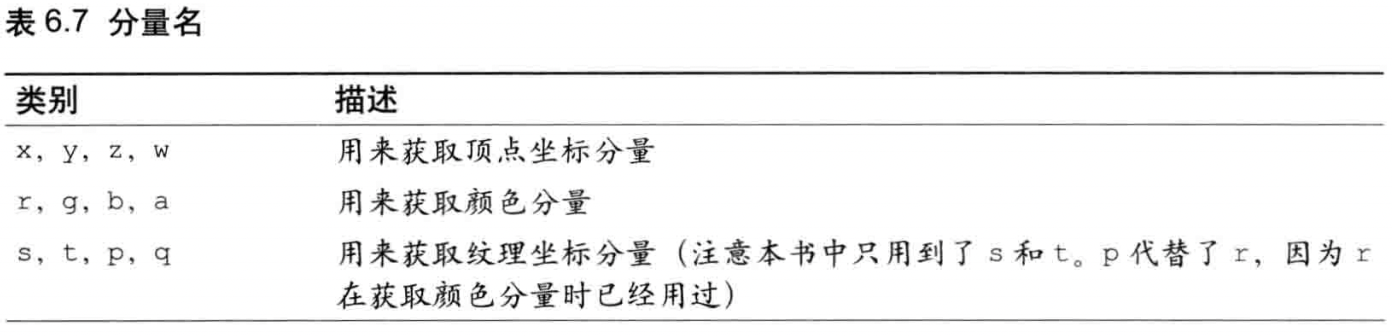 表 6.7 分量名
类别 描述
x, y, z, w 用来获取顶点坐标分量
r, g, b, a 用来获取颜色分量
s, t, p, q 用来获取纹理坐标分量（注意本书中只用到了 s 和 t。p 代替了 r，因为 r
在获取颜色分量时已经用过）